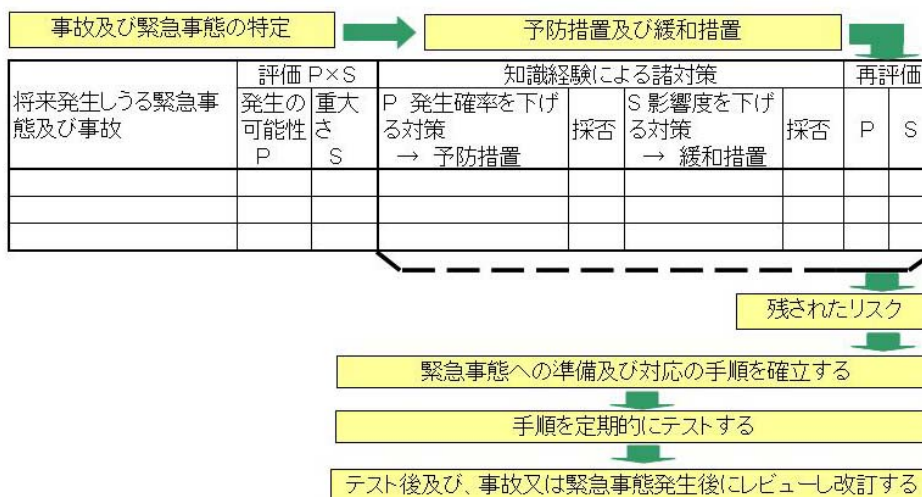 事故及び緊急事態の特定
予防措置及び緩和措置
評価 P×S
知識経験による諸対策
再評価
将来発生しうる緊急事
態及び事故
発生の
可能性
P
重大
さ
S
P 発生確率を下げ
る対策
→ 予防措置
採否
S 影響度を下げ
る対策
→ 緩和措置
採否
P
S
残されたリスク
緊急事態への準備及び対応の手順を確立する
手順を定期的にテストする
テスト後及び、事故又は緊急事態発生後にレビューし改訂する